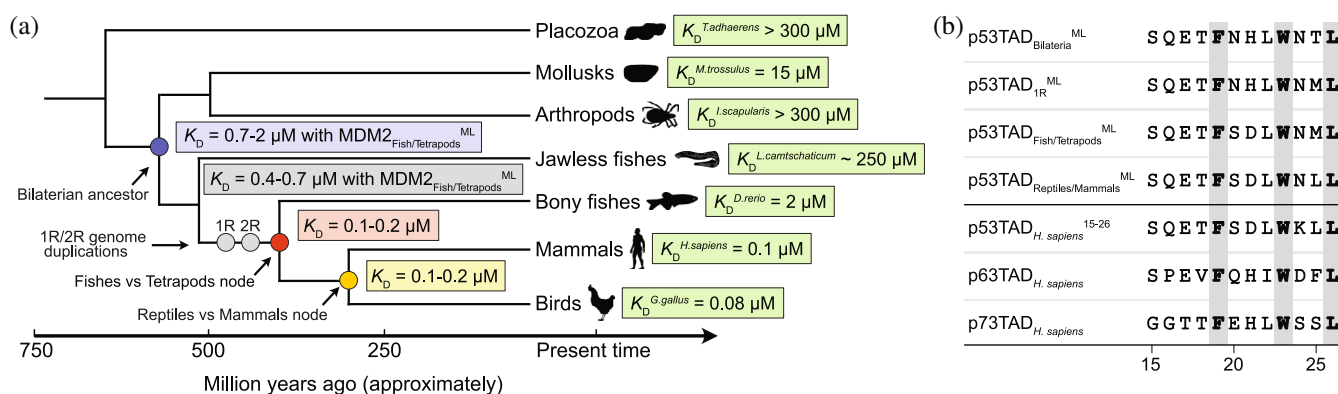 (a)
Placozoa K_D^T.adhaerens > 300 µM
Mollusks K_D^M.trossulus = 15 µM
Arthropods K_D^I.scapularis > 300 µM
K_D = 0.7-2 µM with MDM2_Fish/Tetrapods^ML
Jawless fishes K_D^L.camtschaticum ~ 250 µM
Bilaterian ancestor
K_D = 0.4-0.7 µM with MDM2_Fish/Tetrapods^ML
Bony fishes K_D^D.rerio = 2 µM
1R 2R
K_D = 0.1-0.2 µM
1R/2R genome
duplications
Mammals K_D^H.sapiens = 0.1 µM
Fishes vs Tetrapods node
K_D = 0.1-0.2 µM
Birds K_D^G.gallus = 0.08 µM
Reptiles vs Mammals node
750 500 250 Present time
Million years ago (approximately)
(b)
p53TAD_Bilateria^ML S Q E T F N H L W N T L
p53TAD_1R^ML S Q E T F N H L W N M L
p53TAD_Fish/Tetrapods^ML S Q E T F S D L W N M L
p53TAD_Reptiles/Mammals^ML S Q E T F S D L W N L L
p53TAD_H. sapiens^15-26 S Q E T F S D L W K L L
p63TAD_H. sapiens S P E V F Q H I W D F L
p73TAD_H. sapiens G G T T F E H L W S S L
15 20 25